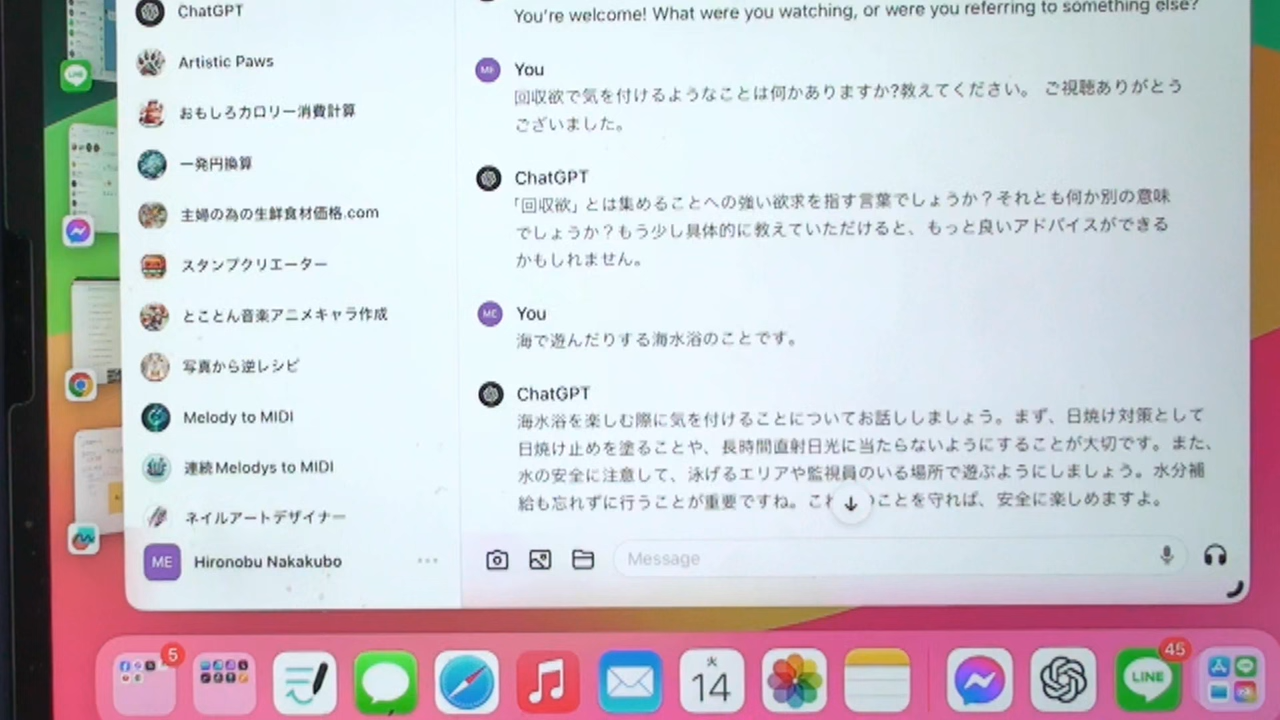 ChatGPT
Artistic Paws
おもしろカロリー消費計算
一発円換算
主婦の為の生鮮食材価格.com
スタンプクリエーター
とことん音楽アニメキャラ作成
写真から逆レシピ
Melody to MIDI
連続Melodys to MIDI
ネイルアートデザイナー
ME Hironobu Nakakubo
You're welcome! What were you watching, or were you referring to something else?
ME You
回収欲で気を付けるようなことは何かありますか?教えてください。 ご視聴ありがとう
ございました。
ChatGPT
「回収欲」とは集めることへの強い欲求を指す言葉でしょうか？それとも何か別の意味
でしょうか？もう少し具体的に教えていただけると、もっと良いアドバイスができる
かもしれません。
ME You
海で遊んだりする海水浴のことです。
ChatGPT
海水浴を楽しむ際に気を付けることについてお話ししましょう。まず、日焼け対策として
日焼け止めを塗ることや、長時間直射日光に当たらないようにすることが大切です。また、
水の安全に注意して、泳げるエリアや監視員のいる場所で遊ぶようにしましょう。水分補
給も忘れずに行うことが重要ですね。これ のことを守れば、安全に楽しめますよ。
Message
LINE
5
火
14
45
LINE